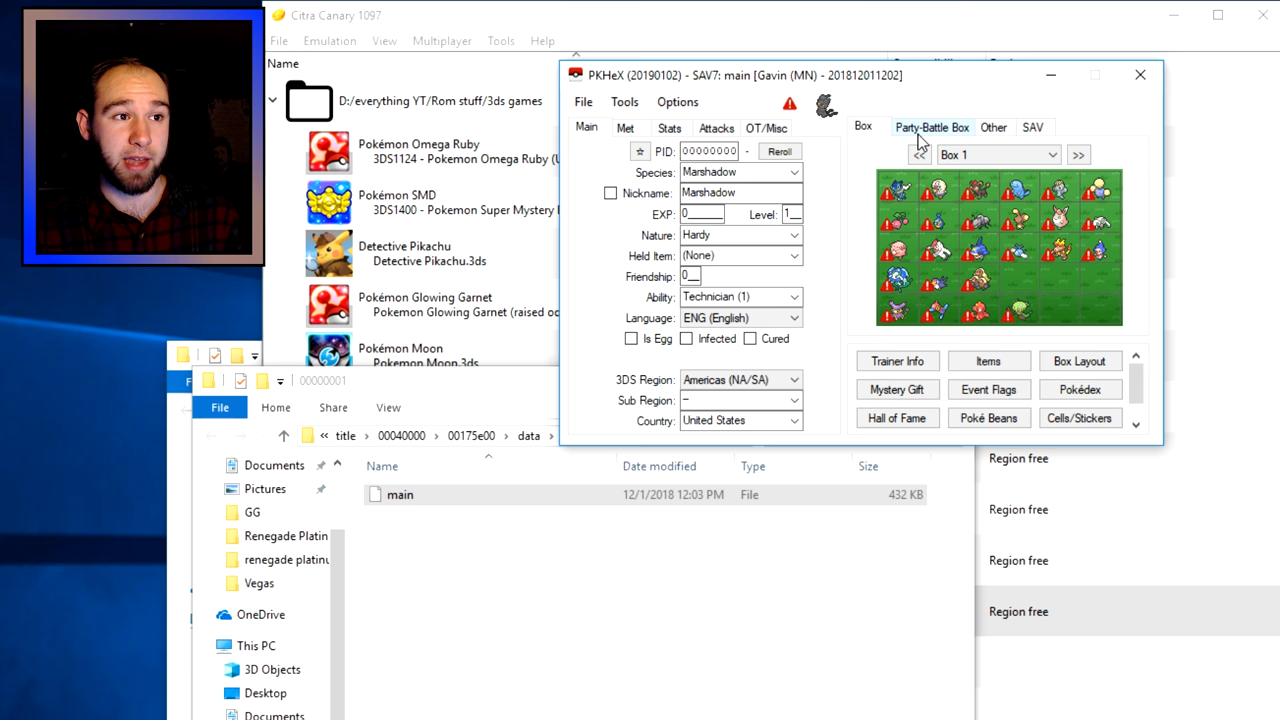 Citra Canary 1097
File Emulation View Multiplayer Tools Help
Name
D:/everything YT/Rom stuff/3ds games
Pokémon Omega Ruby
3DS1124 -- Pokemon Omega Ruby (U
Pokémon SMD
3DS1400 -- Pokemon Super Mystery
Detective Pikachu
Detective Pikachu.3ds
Pokémon Glowing Garnet
Pokémon Glowing Garnet (raised od
Pokémon Moon
Pokémon Moon.3ds
PKHeX (20190102) - SAV7: main [Gavin (MN) - 201812011202]
File Tools Options
Main Met Stats Attacks OT/Misc
PID: 00000000 - Reroll
Species: Marshadow
Nickname: Marshadow
EXP: 0 Level: 1
Nature: Hardy
Held Item: (None)
Friendship: 0
Ability: Technician (1)
Language: ENG (English)
Is Egg Infected Cured
3DS Region: Americas (NA/SA)
Sub Region: –
Country: United States
Box Party-Battle Box Other SAV
<< Box 1 >>
Trainer Info Items Box Layout
Mystery Gift Event Flags Pokédex
Hall of Fame Poké Beans Cells/Stickers
Region free
Region free
Region free
Region free
F
00000001
File Home Share View
« title › 00040000 › 00175e00 › data ›
Documents
Pictures
GG
Renegade Platin
renegade platinu
Vegas
OneDrive
This PC
3D Objects
Desktop
Documents
Name Date modified Type Size
main 12/1/2018 12:03 PM File 432 KB